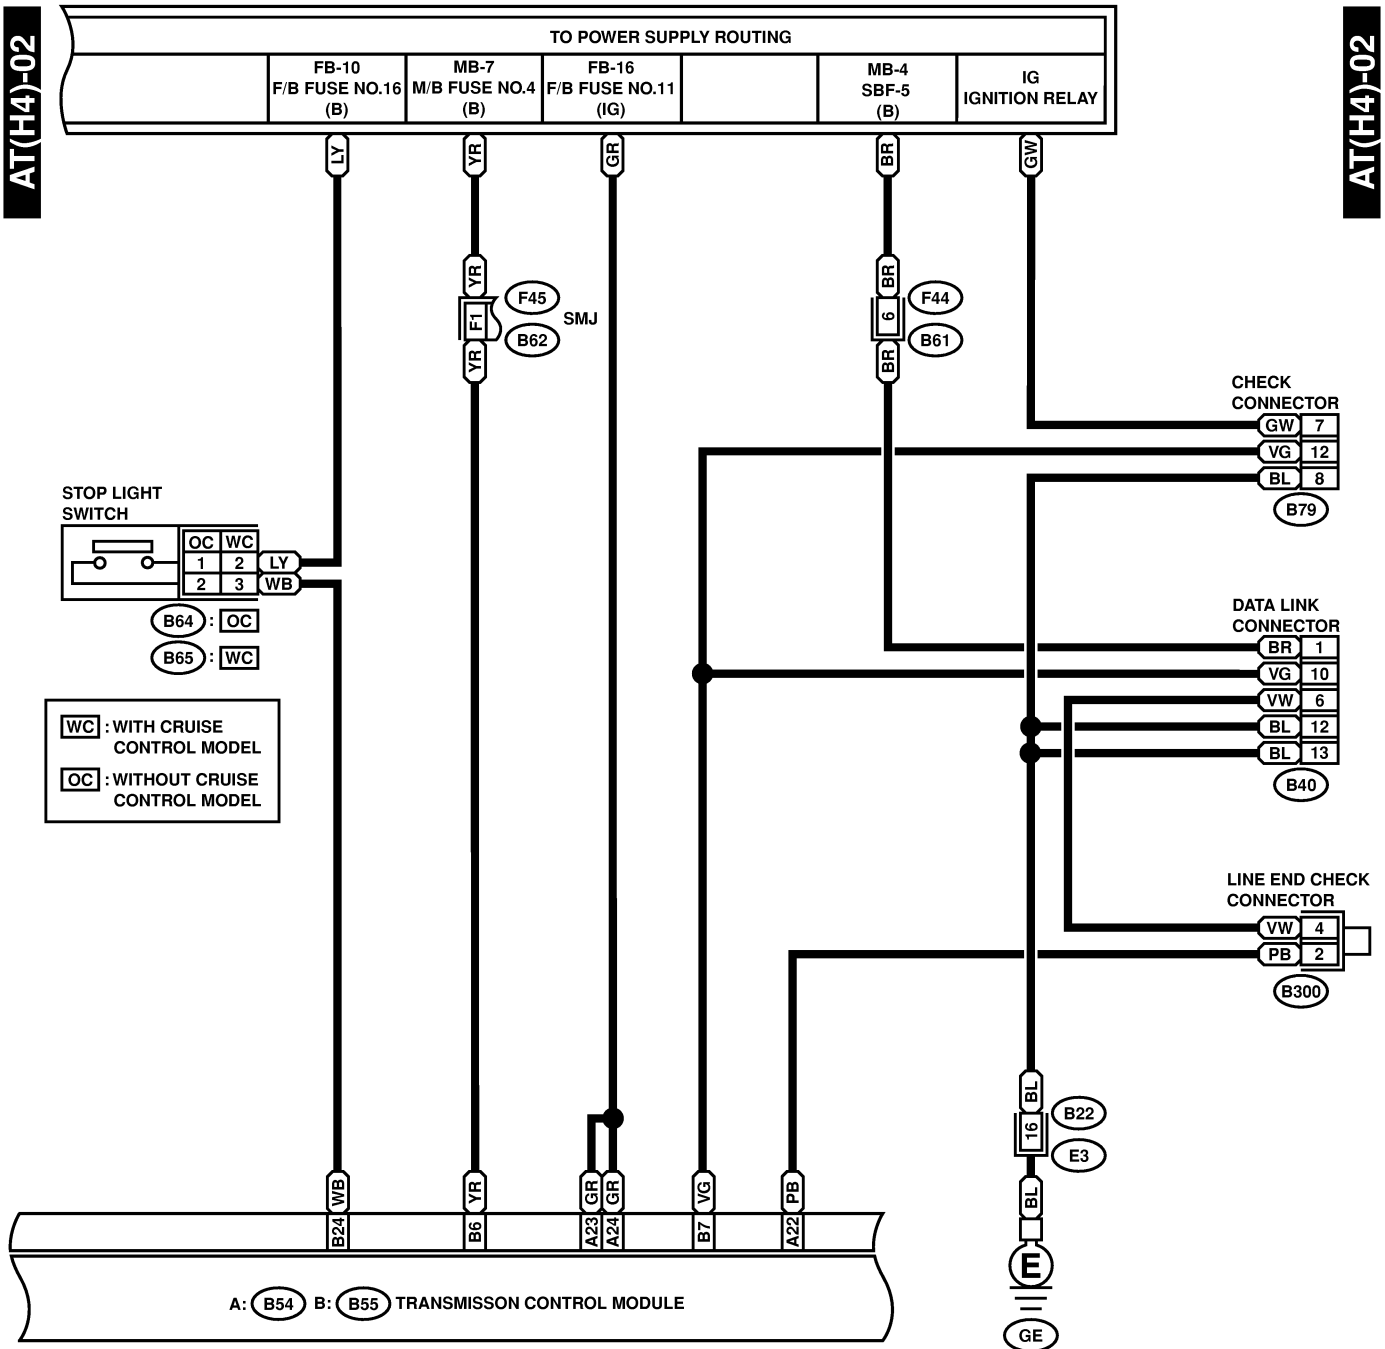 AT(H4)-02
AT(H4)-02
TO POWER SUPPLY ROUTING
FB-10
F/B FUSE NO.16
(B)
MB-7
M/B FUSE NO.4
(B)
FB-16
F/B FUSE NO.11
(IG)
MB-4
SBF-5
(B)
IG
IGNITION RELAY
LY
YR
GR
BR
GW
YR
F1
YR
F45
B62
SMJ
BR
6
BR
F44
B61
CHECK
CONNECTOR
GW 7
VG 12
BL 8
B79
STOP LIGHT
SWITCH
OC WC
1 2 LY
2 3 WB
B64 : OC
B65 : WC
WC : WITH CRUISE
CONTROL MODEL
OC : WITHOUT CRUISE
CONTROL MODEL
DATA LINK
CONNECTOR
BR 1
VG 10
VW 6
BL 12
BL 13
B40
LINE END CHECK
CONNECTOR
VW 4
PB 2
B300
BL
16
B22
E3
BL
E
GE
WB
YR
GR
GR
VG
PB
B24
B6
A23
A24
B7
A22
A: B54 B: B55 TRANSMISSON CONTROL MODULE